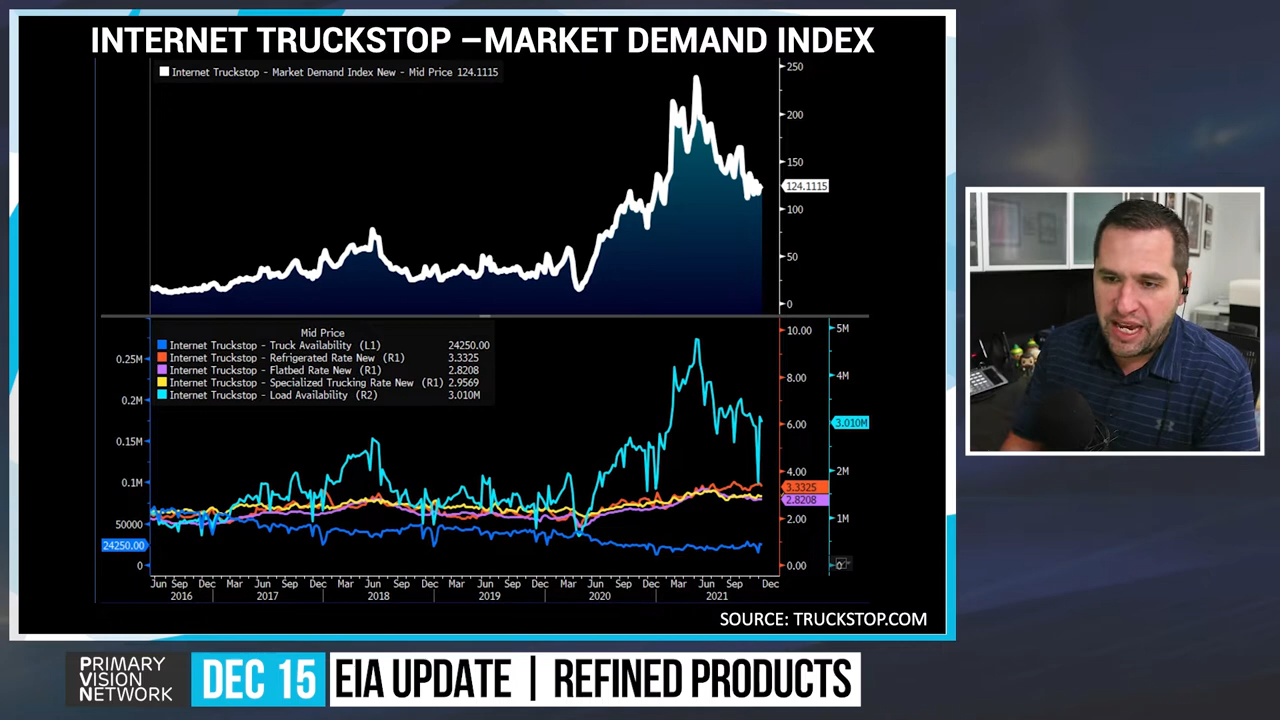 INTERNET TRUCKSTOP –MARKET DEMAND INDEX
Internet Truckstop - Market Demand Index New - Mid Price 124.1115
250
200
150
124.1115
100
50
0
Mid Price
Internet Truckstop - Truck Availability (L1) 24250.00
Internet Truckstop - Refrigerated Rate New (R1) 3.3325
Internet Truckstop - Flatbed Rate New (R1) 2.8208
Internet Truckstop - Specialized Trucking Rate New (R1) 2.9569
Internet Truckstop - Load Availability (R2) 3.010M
0.25M
0.2M
0.15M
0.1M
50000
24250.00
0
10.00
8.00
6.00
4.00
3.3325
2.8208
2.00
0.00
5M
4M
3.010M
2M
1M
0
Jun Sep Dec Mar Jun Sep Dec Mar Jun Sep Dec Mar Jun Sep Dec Mar Jun Sep Dec Mar Jun Sep Dec
2016 2017 2018 2019 2020 2021
SOURCE: TRUCKSTOP.COM
PRIMARY
VISION
NETWORK
DEC 15
EIA UPDATE | REFINED PRODUCTS